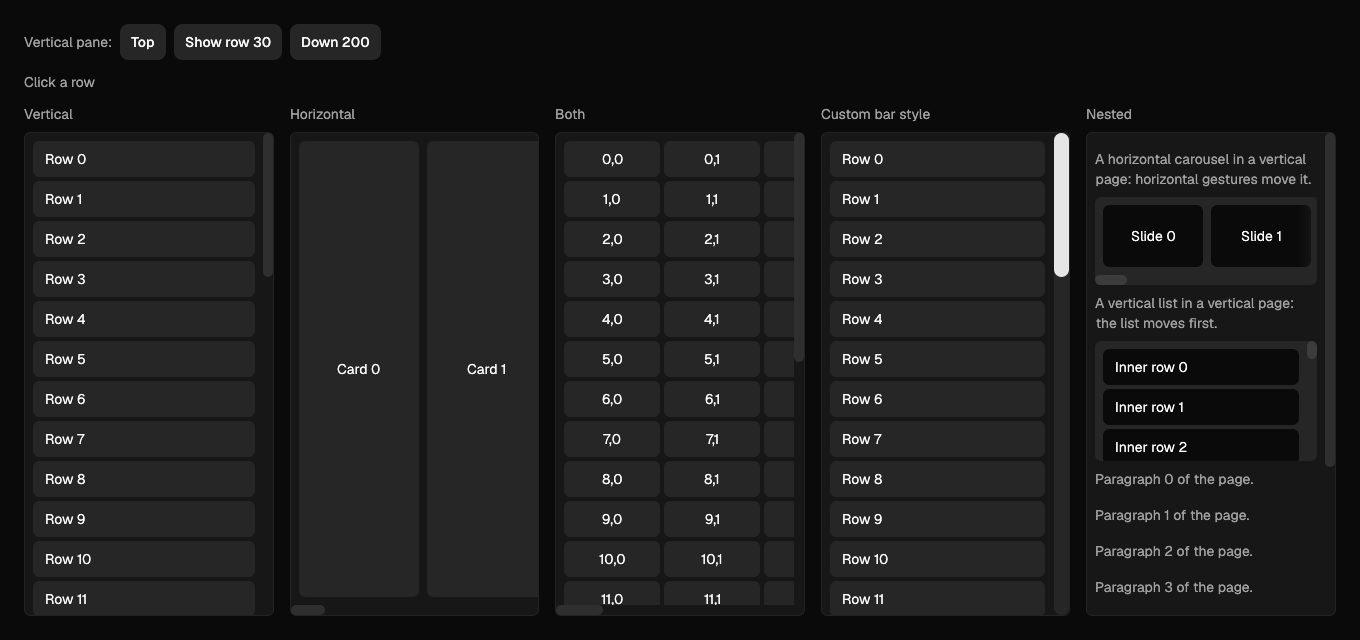 Vertical pane: Top Show row 30 Down 200
Click a row
Vertical
Row 0
Row 1
Row 2
Row 3
Row 4
Row 5
Row 6
Row 7
Row 8
Row 9
Row 10
Row 11
Horizontal
Card 0 Card 1
Both
0,0 0,1
1,0 1,1
2,0 2,1
3,0 3,1
4,0 4,1
5,0 5,1
6,0 6,1
7,0 7,1
8,0 8,1
9,0 9,1
10,0 10,1
11,0 11,1
Custom bar style
Row 0
Row 1
Row 2
Row 3
Row 4
Row 5
Row 6
Row 7
Row 8
Row 9
Row 10
Row 11
Nested
A horizontal carousel in a vertical
page: horizontal gestures move it.
Slide 0 Slide 1
A vertical list in a vertical page:
the list moves first.
Inner row 0
Inner row 1
Inner row 2
Paragraph 0 of the page.
Paragraph 1 of the page.
Paragraph 2 of the page.
Paragraph 3 of the page.